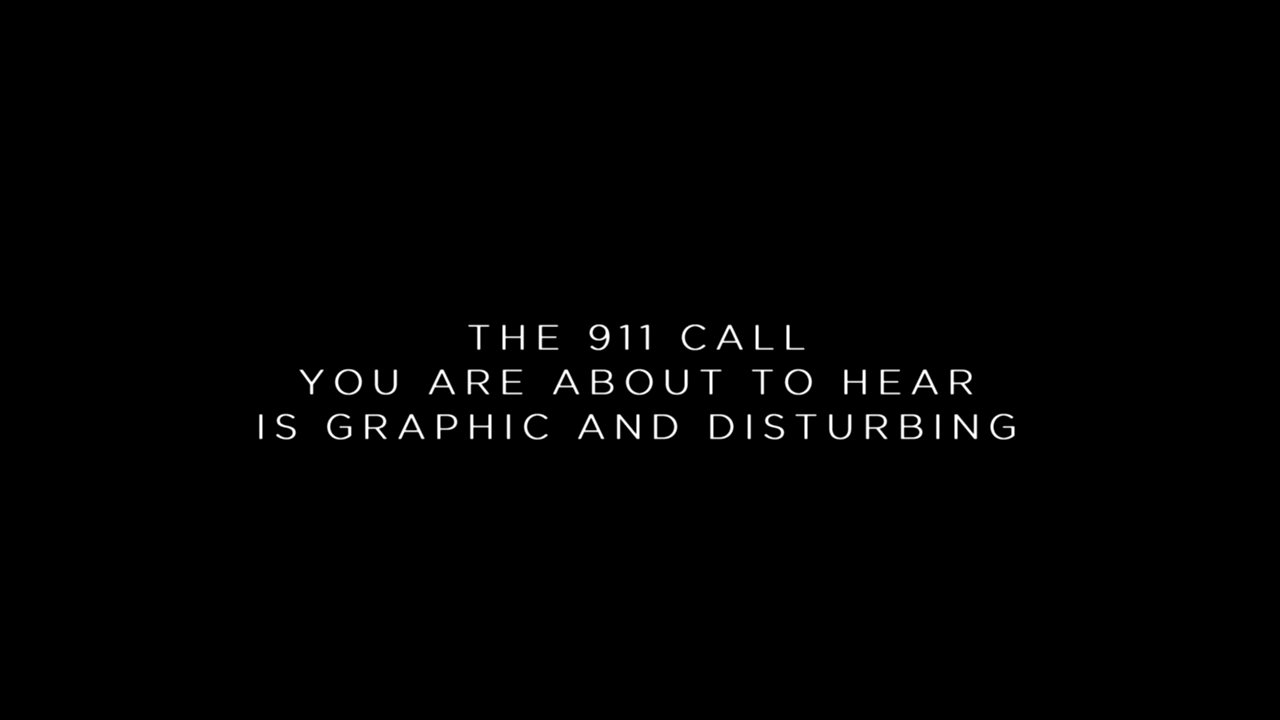 THE 911 CALL
YOU ARE ABOUT TO HEAR
IS GRAPHIC AND DISTURBING